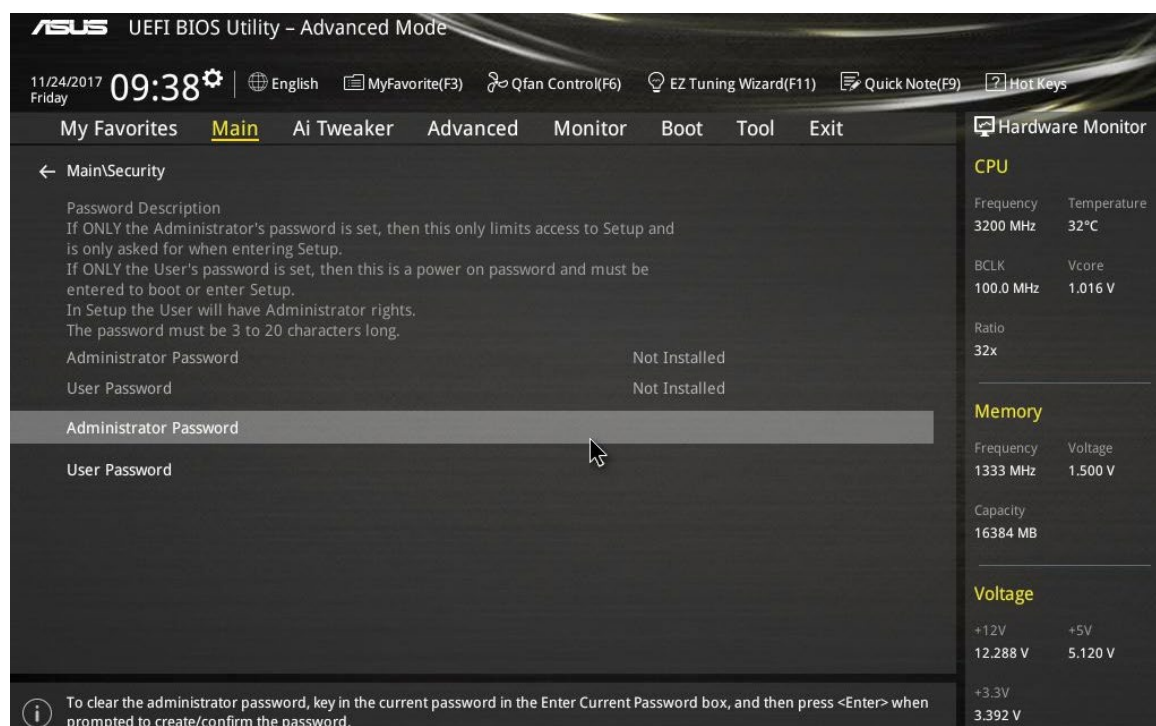 ASUS UEFI BIOS Utility – Advanced Mode
11/24/2017
Friday
09:38
English MyFavorite(F3) Qfan Control(F6) EZ Tuning Wizard(F11) Quick Note(F9) ? Hot Keys
My Favorites Main Ai Tweaker Advanced Monitor Boot Tool Exit
Main\Security
Password Description
If ONLY the Administrator's password is set, then this only limits access to Setup and
is only asked for when entering Setup.
If ONLY the User's password is set, then this is a power on password and must be
entered to boot or enter Setup.
In Setup the User will have Administrator rights.
The password must be 3 to 20 characters long.
Administrator Password Not Installed
User Password Not Installed
Administrator Password
User Password
To clear the administrator password, key in the current password in the Enter Current Password box, and then press <Enter> when
prompted to create/confirm the password.
Hardware Monitor
CPU
Frequency Temperature
3200 MHz 32°C
BCLK Vcore
100.0 MHz 1.016 V
Ratio
32x
Memory
Frequency Voltage
1333 MHz 1.500 V
Capacity
16384 MB
Voltage
+12V +5V
12.288 V 5.120 V
+3.3V
3.392 V